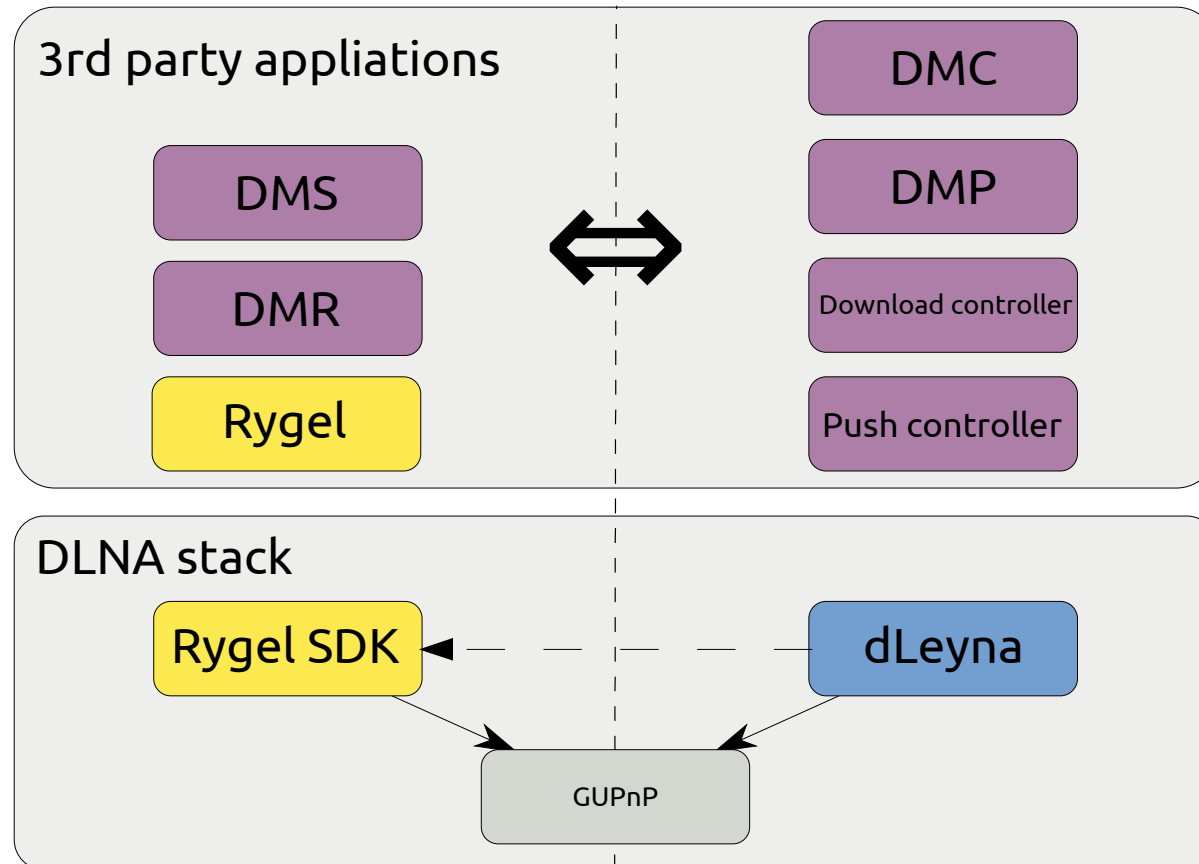 3rd party appliations
DMC
DMS
DMP
DMR
Download controller
Rygel
Push controller
DLNA stack
Rygel SDK
dLeyna
GUPnP